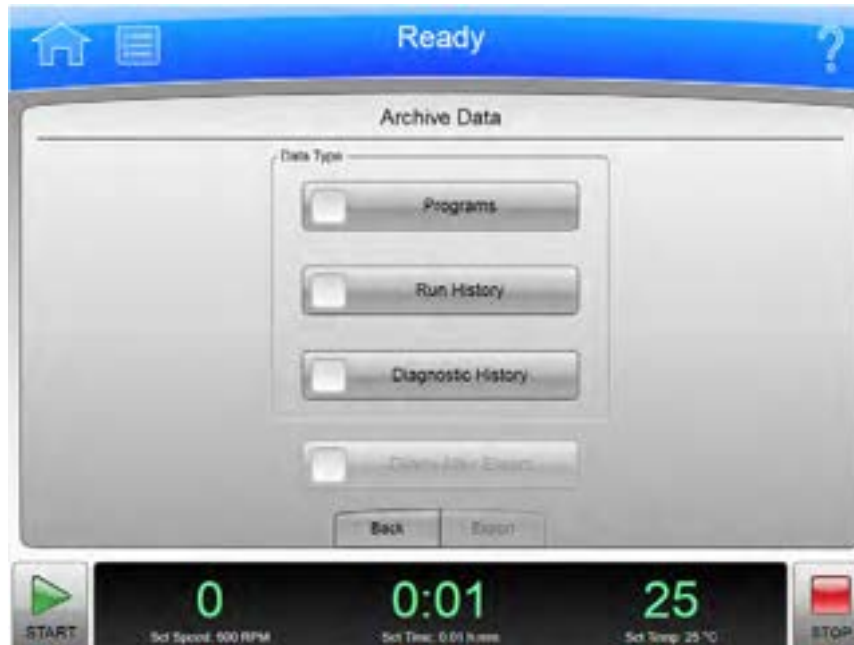 Ready
?
Archive Data
Data Type
Programs
Run History
Diagnostic History
Delete After Export
Back Export
0 0:01 25
START Set Speed: 500 RPM Set Time: 0:01 h:mm Set Temp: 25 °C STOP